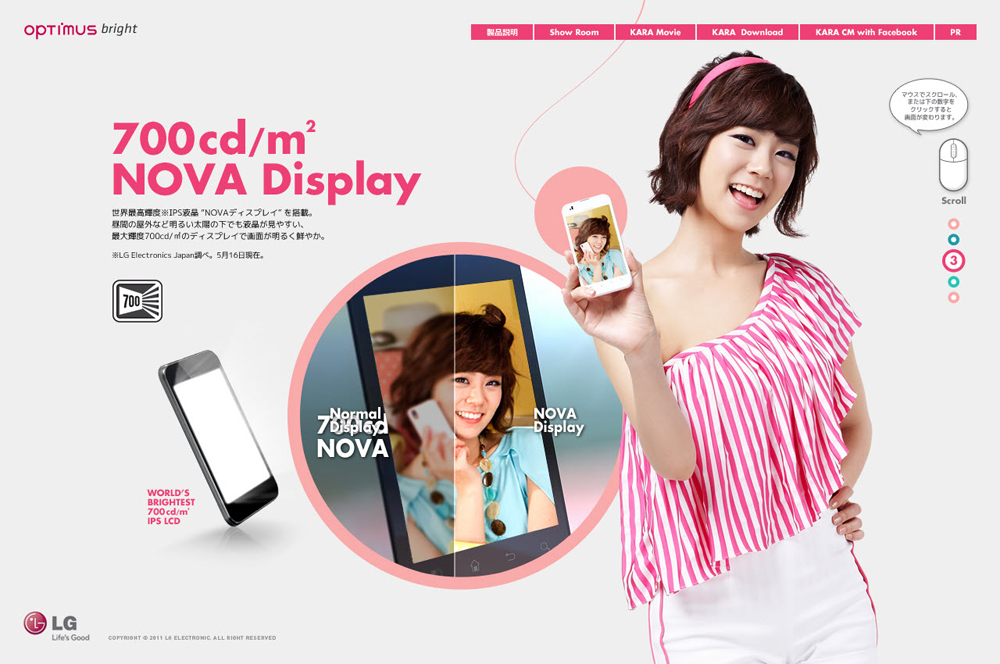 OPTIMUS bright
製品説明
Show Room
KARA Movie
KARA Download
KARA CM with Facebook
PR
マウスでスクロール、
または下の数字を
クリックすると
画面が変わります。
Scroll
3
700cd/m²
NOVA Display
世界最高輝度※IPS液晶 “NOVAディスプレイ” を搭載。
昼間の屋外など明るい太陽の下でも液晶が見やすい、
最大輝度700cd/㎡のディスプレイで画面が明るく鮮やか。
※LG Electronics Japan調べ。5月16日現在。
700
Normal
Display
NOVA
NOVA
Display
WORLD'S
BRIGHTEST
700cd/m²
IPS LCD
LG
Life's Good
COPYRIGHT © 2011 LG ELECTRONIC. ALL RIGHT RESERVED